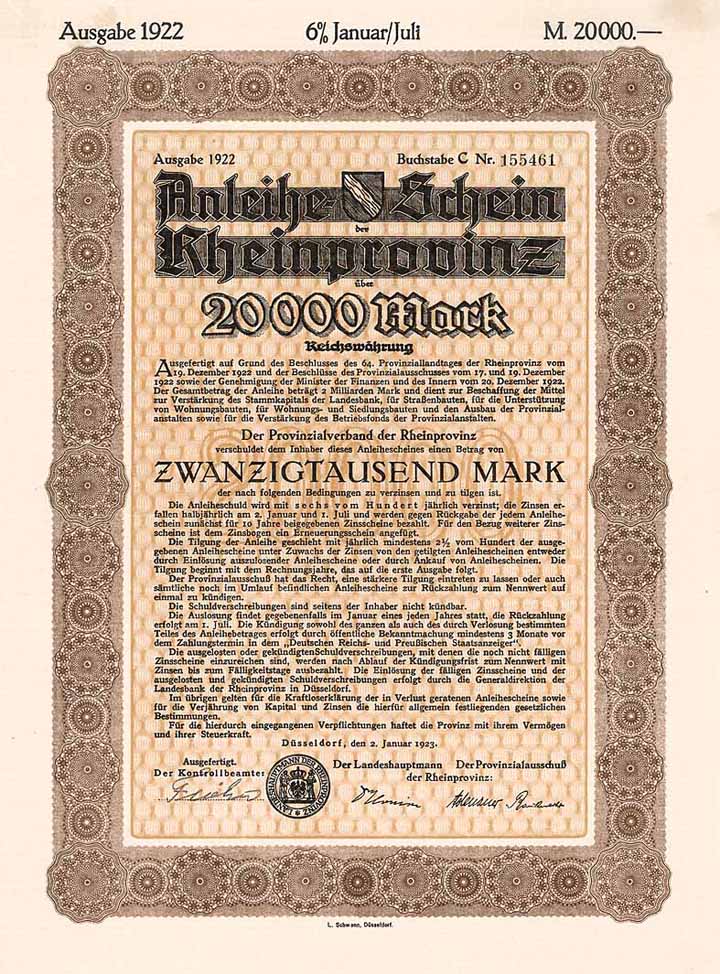 Ausgabe 1922 6% Januar/Juli M. 20000.—
Ausgabe 1922 Buchstabe C Nr. 155461
Anleihe-Schein
der
Rheinprovinz
über
20000 Mark
Reichswährung
Ausgefertigt auf Grund des Beschlusses des 64. Provinziallandtages der Rheinprovinz vom
19. Dezember 1922 und der Beschlüsse des Provinzialausschusses vom 17. und 19. Dezember
1922 sowie der Genehmigung der Minister der Finanzen und des Innern vom 20. Dezember 1922.
Der Gesamtbetrag der Anleihe beträgt 2 Milliarden Mark und dient zur Beschaffung der Mittel
zur Verstärkung des Stammkapitals der Landesbank, für Straßenbauten, für die Unterstützung
von Wohnungsbauten, für Wohnungs- und Siedlungsbauten und den Ausbau der Provinzial-
anstalten sowie für die Verstärkung des Betriebsfonds der Provinzialanstalten.
Der Provinzialverband der Rheinprovinz
verschuldet dem Inhaber dieses Anleihescheines einen Betrag von
ZWANZIGTAUSEND MARK
der nach folgenden Bedingungen zu verzinsen und zu tilgen ist.
Die Anleiheschuld wird mit sechs vom Hundert jährlich verzinst; die Zinsen er-
fallen halbjährlich am 2. Januar und 1. Juli und werden gegen Rückgabe der jedem Anleihe-
schein zunächst für 10 Jahre beigegebenen Zinsscheine bezahlt. Für den Bezug weiterer Zins-
scheine ist dem Zinsbogen ein Erneuerungsschein angefügt.
Die Tilgung der Anleihe geschieht mit jährlich mindestens 2½ vom Hundert der ausge-
gebenen Anleihescheine unter Zuwachs der Zinsen von den getilgten Anleihescheinen entweder
durch Einlösung auszulosender Anleihescheine oder durch Ankauf von Anleihescheinen. Die
Tilgung beginnt mit dem Rechnungsjahre, das auf die erste Ausgabe folgt.
Der Provinzialausschuß hat das Recht, eine stärkere Tilgung eintreten zu lassen oder auch
sämtliche noch im Umlauf befindlichen Anleihescheine zur Rückzahlung zum Nennwert auf
einmal zu kündigen.
Die Schuldverschreibungen sind seitens der Inhaber nicht kündbar.
Die Auslosung findet gegebenenfalls im Januar eines jeden Jahres statt, die Rückzahlung
erfolgt am 1. Juli. Die Kündigung sowohl des ganzen als auch des durch Verlosung bestimmten
Teiles des Anleihebetrages erfolgt durch öffentliche Bekanntmachung mindestens 3 Monate vor
dem Zahlungstermin in dem „Deutschen Reichs- und Preußischen Staatsanzeiger“.
Die ausgelosten oder gekündigten Schuldverschreibungen, mit denen die noch nicht fälligen
Zinsscheine einzureichen sind, werden nach Ablauf der Kündigungsfrist zum Nennwert mit
Zinsen bis zum Fälligkeitstage ausbezahlt. Die Einlösung der fälligen Zinsscheine und der
ausgelosten und gekündigten Schuldverschreibungen erfolgt durch die Generaldirektion der
Landesbank der Rheinprovinz in Düsseldorf.
Im übrigen gelten für die Kraftloserklärung der in Verlust geratenen Anleihescheine sowie
für die Verjährung von Kapital und Zinsen die hierfür allgemein festliegenden gesetzlichen
Bestimmungen.
Für die hierdurch eingegangenen Verpflichtungen haftet die Provinz mit ihrem Vermögen
und ihrer Steuerkraft.
Düsseldorf, den 2. Januar 1923.
Ausgefertigt.
Der Kontrollbeamte:
LANDESHAUPTMANN DER RHEINPROVINZ
Der Landeshauptmann Der Provinzialausschuß
der Rheinprovinz:
Adenauer
L. Schwann, Düsseldorf.